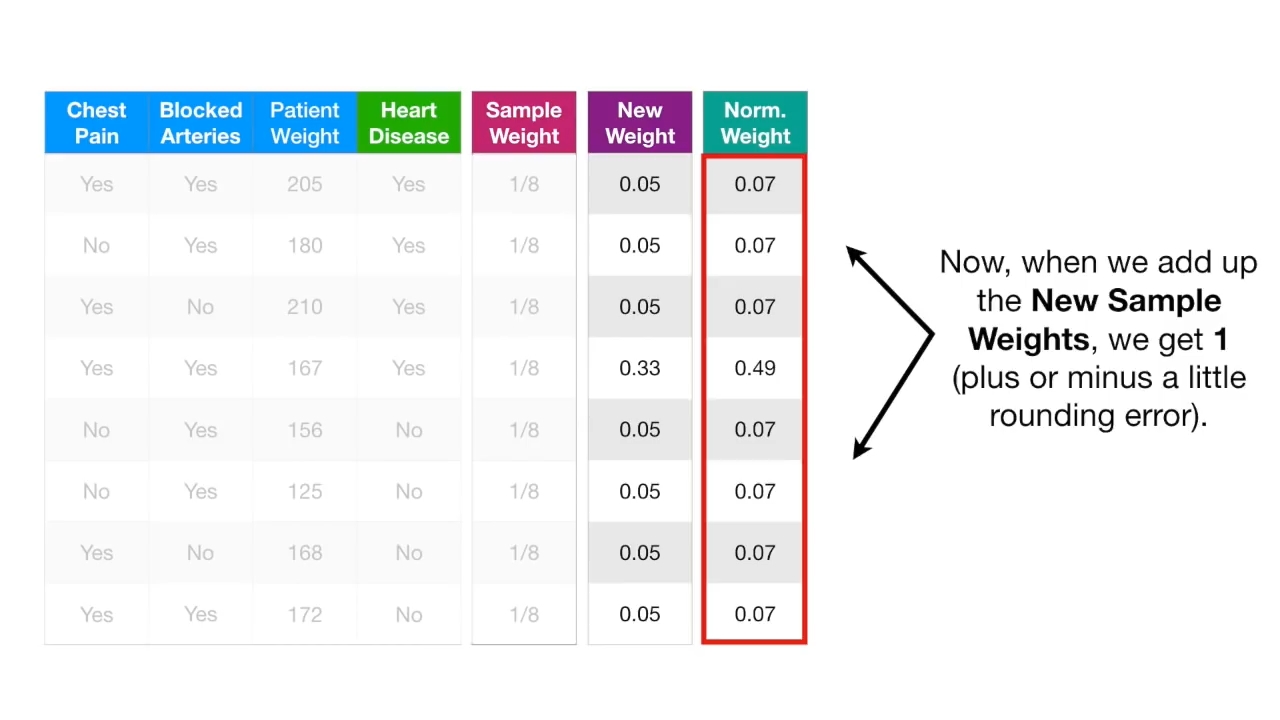 Chest Pain Blocked Arteries Patient Weight Heart Disease Sample Weight New Weight Norm. Weight
Yes Yes 205 Yes 1/8 0.05 0.07
No Yes 180 Yes 1/8 0.05 0.07
Yes No 210 Yes 1/8 0.05 0.07
Yes Yes 167 Yes 1/8 0.33 0.49
No Yes 156 No 1/8 0.05 0.07
No Yes 125 No 1/8 0.05 0.07
Yes No 168 No 1/8 0.05 0.07
Yes Yes 172 No 1/8 0.05 0.07
Now, when we add up
the New Sample
Weights, we get 1
(plus or minus a little
rounding error).